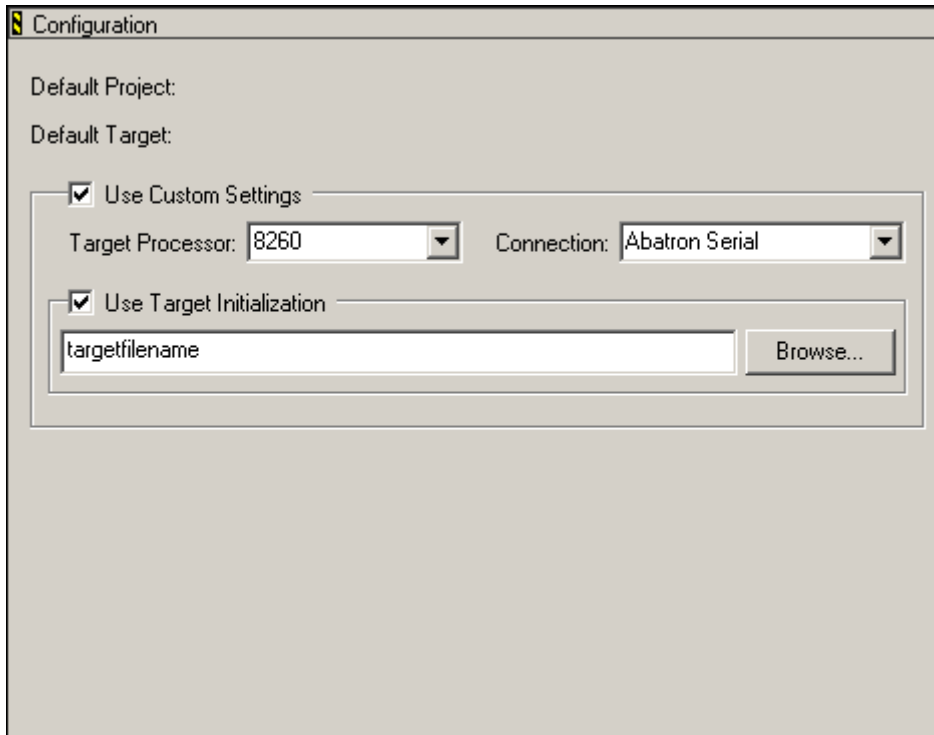 Configuration
Default Project:
Default Target:
Use Custom Settings
Target Processor: 8260 Connection: Abatron Serial
Use Target Initialization
targetfilename Browse...